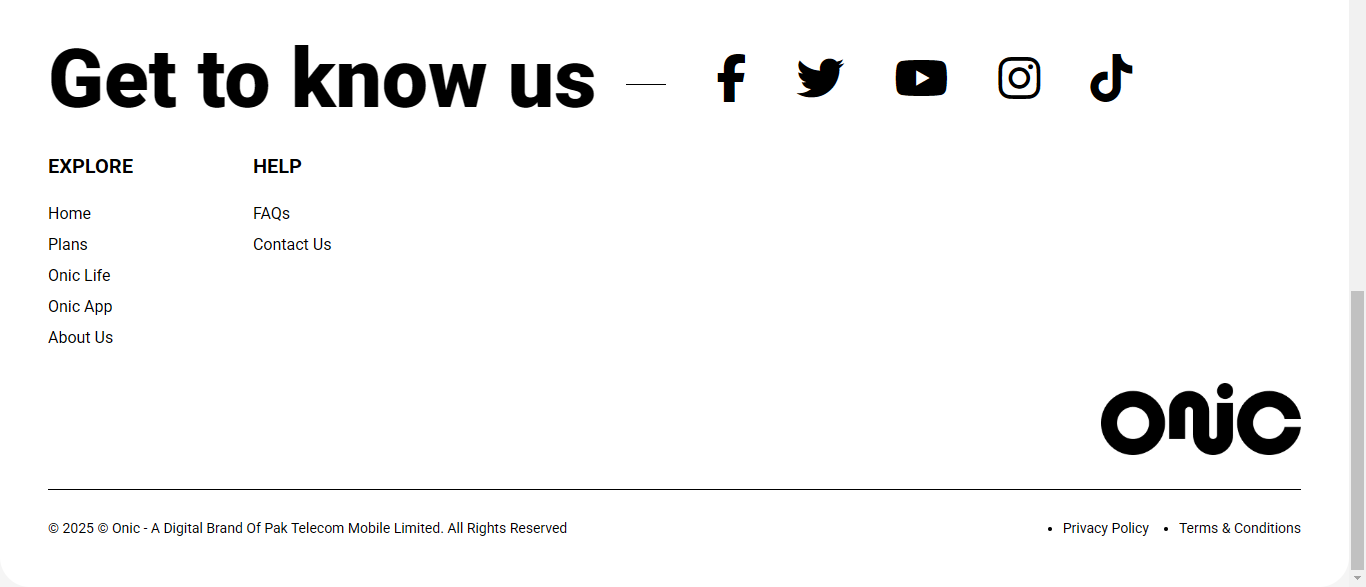 Get to know us
EXPLORE
Home
Plans
Onic Life
Onic App
About Us
HELP
FAQs
Contact Us
onic
© 2025 © Onic - A Digital Brand Of Pak Telecom Mobile Limited. All Rights Reserved
• Privacy Policy • Terms & Conditions